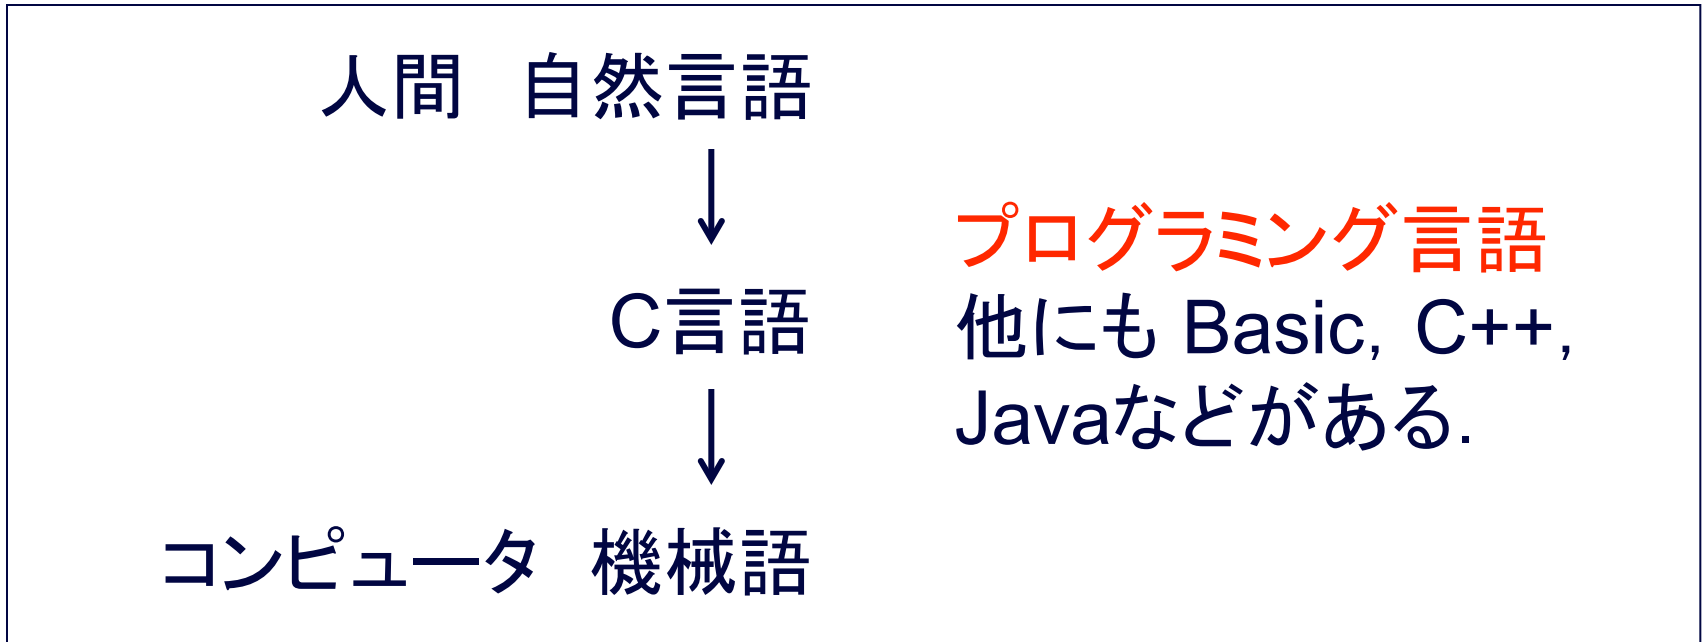 人間　自然言語
C言語
プログラミング言語
他にも Basic, C++,
Javaなどがある.
コンピュータ　機械語